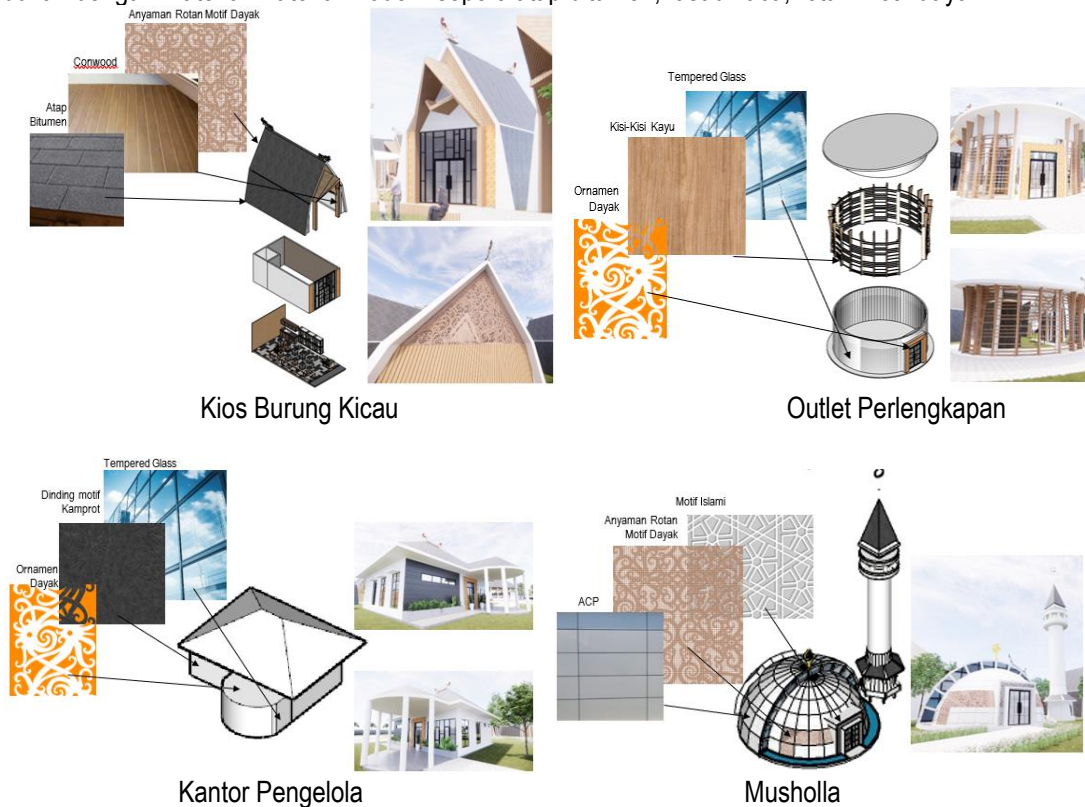 Anyaman Rotan Motif Dayak
Conwood
Atap
Bitumen
Kios Burung Kicau
Tempered Glass
Kisi-Kisi Kayu
Ornamen
Dayak
Outlet Perlengkapan
Tempered Glass
Dinding motif
Kamprot
Ornamen
Dayak
Kantor Pengelola
Motif Islami
Anyaman Rotan
Motif Dayak
ACP
Musholla